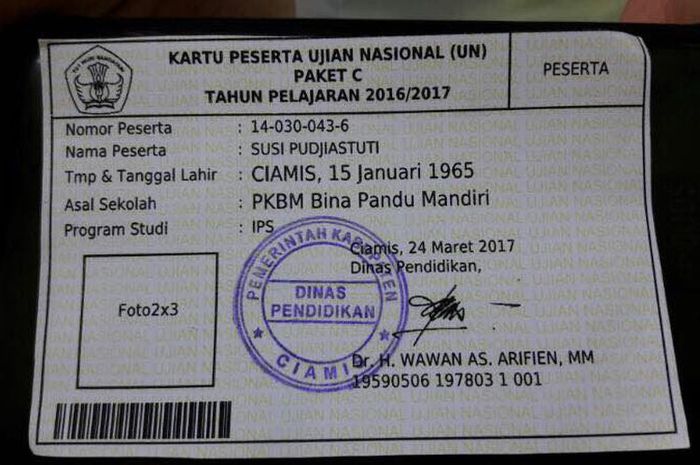 KARTU PESERTA UJIAN NASIONAL (UN)
PAKET C
TAHUN PELAJARAN 2016/2017
PESERTA
TUT WURI HANDAYANI
Nomor Peserta : 14-030-043-6
Nama Peserta : SUSI PUDJIASTUTI
Tmp & Tanggal Lahir : CIAMIS, 15 Januari 1965
Asal Sekolah : PKBM Bina Pandu Mandiri
Program Studi : IPS
Ciamis, 24 Maret 2017
Dinas Pendidikan,
Foto2x3
PEMERINTAH KABUPATEN
DINAS
PENDIDIKAN
CIAMIS
Dr. H. WAWAN AS. ARIFIEN, MM
19590506 197803 1 001